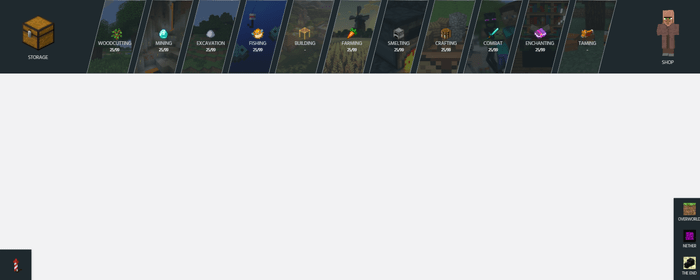 STORAGE
WOODCUTTING
25/99
MINING
25/99
EXCAVATION
25/99
FISHING
25/99
BUILDING
FARMING
25/99
SMELTING
25/99
CRAFTING
25/99
COMBAT
25/99
ENCHANTING
25/99
TAMING
SHOP
OVERWORLD
NETHER
THE END